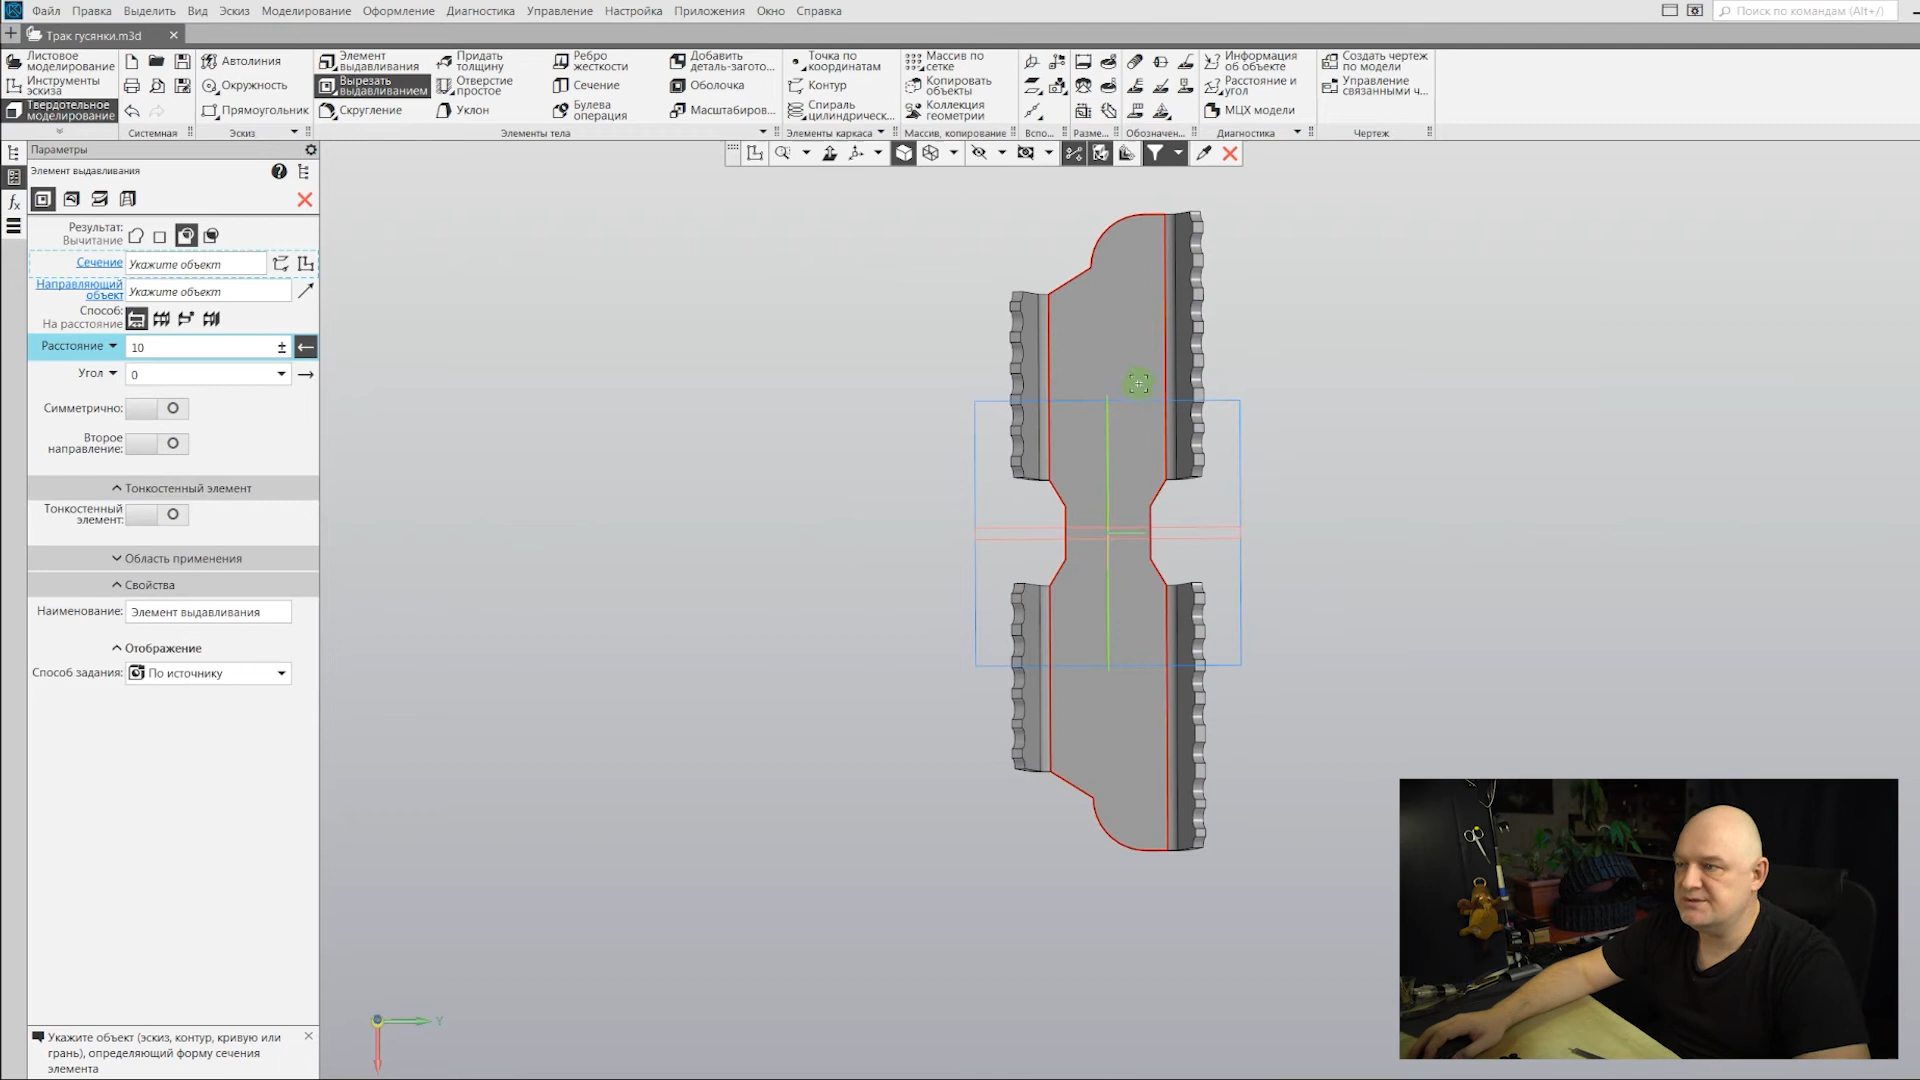 Файл Правка Выделить Вид Эскиз Моделирование Оформление Диагностика Управление Настройка Приложения Окно Справка
Поиск по командам (Alt+/)
Трак гусянки.m3d
Листовое моделирование
Инструменты эскиза
Твердотельное моделирование
Системная
Автолиния
Окружность
Прямоугольник
Эскиз
Элемент выдавливания
Вырезать выдавливанием
Скругление
Придать толщину
Отверстие простое
Уклон
Ребро жесткости
Сечение
Булева операция
Добавить деталь-загото...
Оболочка
Масштабиров...
Элементы тела
Точка по координатам
Контур
Спираль цилиндрическ...
Элементы каркаса
Массив по сетке
Копировать объекты
Коллекция геометрии
Массив, копирование
Вспо...
Разме...
Обозначен...
Информация об объекте
Расстояние и угол
МЦХ модели
Диагностика
Создать чертеж по модели
Управление связанными ч...
Чертеж
Параметры
Элемент выдавливания
Результат:
Вычитание
Сечение Укажите объект
Направляющий объект Укажите объект
Способ:
На расстояние
Расстояние 10 ±
Угол 0
Симметрично:
Второе направление:
Тонкостенный элемент
Тонкостенный элемент:
Область применения
Свойства
Наименование: Элемент выдавливания
Отображение
Способ задания: По источнику
Укажите объект (эскиз, контур, кривую или
грань), определяющий форму сечения
элемента
Y